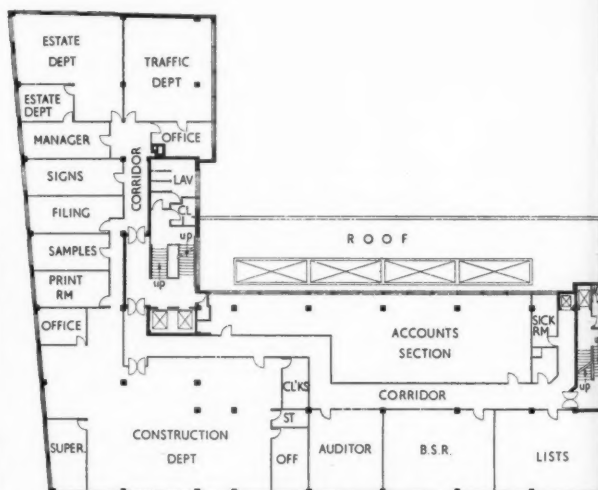 ESTATE
DEPT
TRAFFIC
DEPT
ESTATE
DEPT
MANAGER
OFFICE
SIGNS
CORRIDOR
LAV
FILING
CL
up
SAMPLES
up
PRINT
RM
ROOF
OFFICE
ACCOUNTS
SECTION
SICK
RM
up
CL'KS
CORRIDOR
ST
SUPER.
CONSTRUCTION
DEPT
OFF
AUDITOR
B.S.R.
LISTS